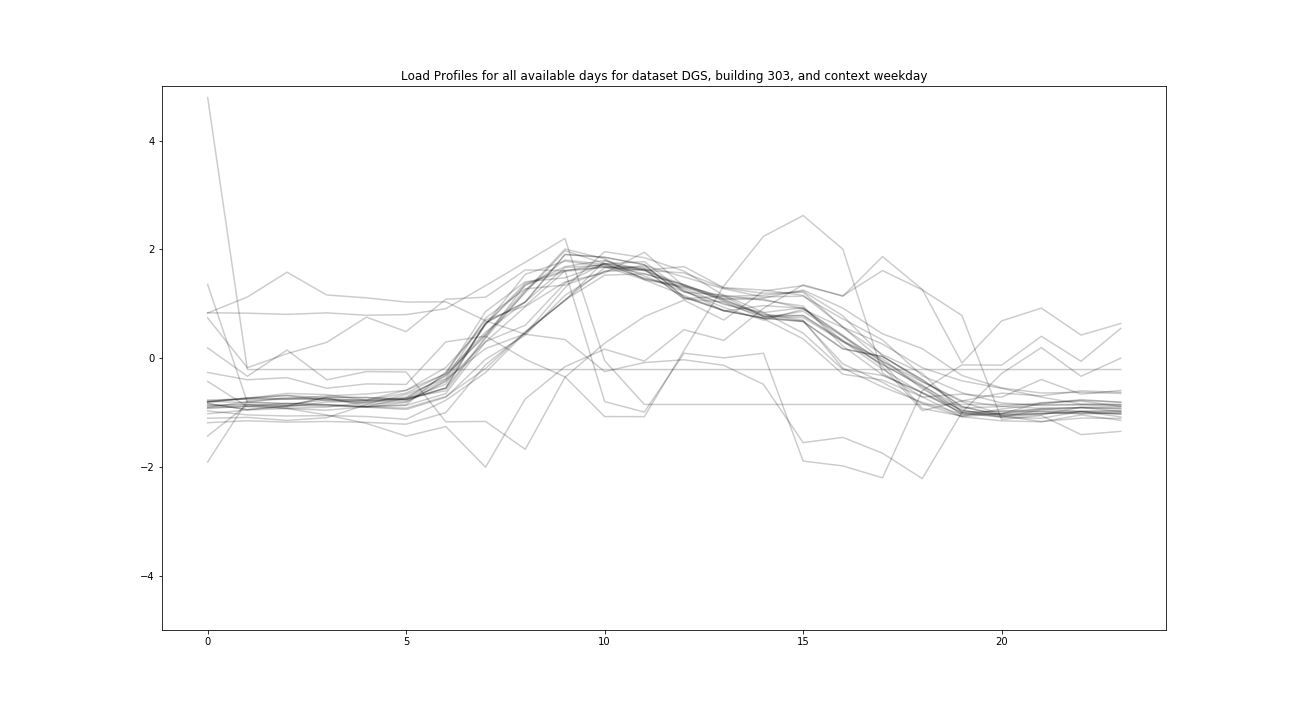 Load Profiles for all available days for dataset DGS, building 303, and context weekday
4
2
0
−2
−4
0 5 10 15 20